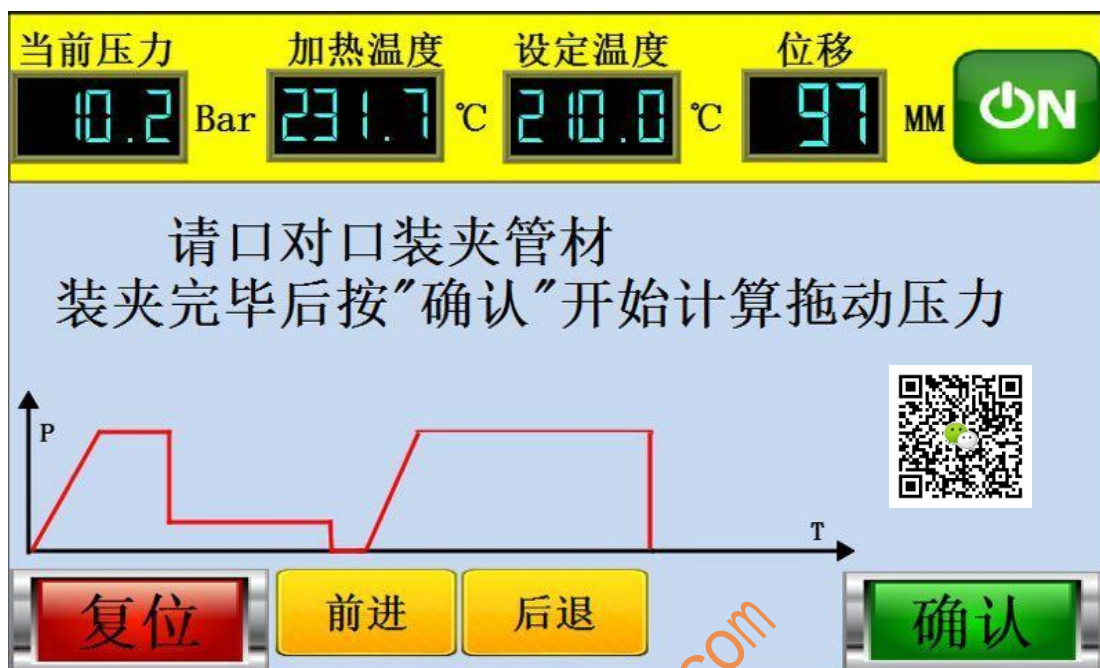 当前压力 加热温度 设定温度 位移
10.2 Bar 231.7 ℃ 210.0 ℃ 97 MM ON
请口对口装夹管材
装夹完毕后按"确认"开始计算拖动压力
P
T
复位 前进 后退 确认
com